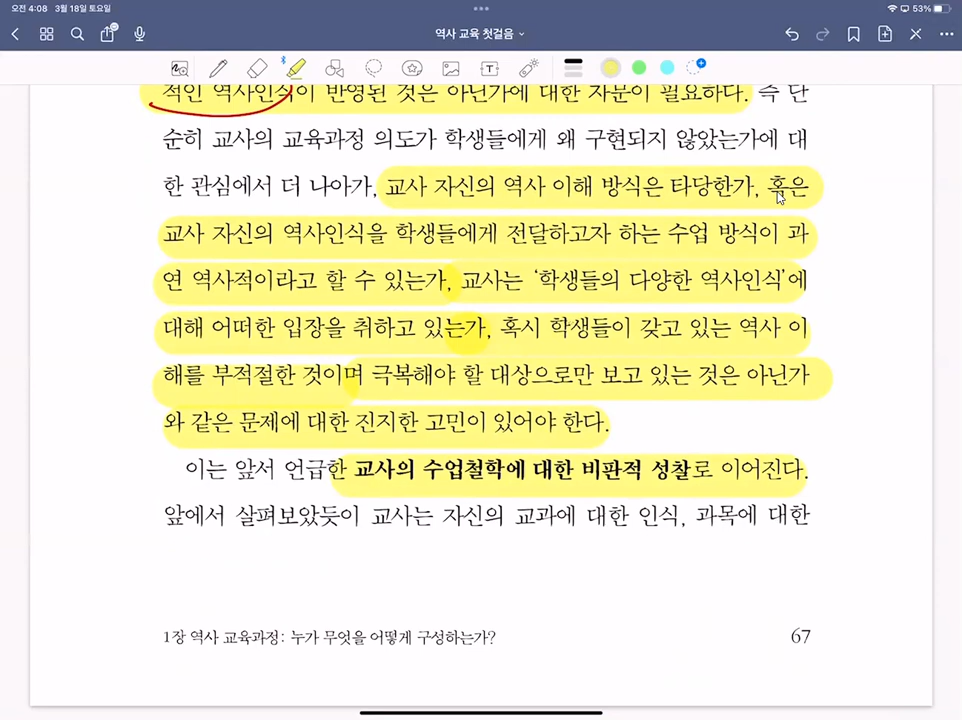 오전 4:08 3월 18일 토요일
53%
역사 교육 첫걸음
적인 역사인식이 반영된 것은 아닌가에 대한 자문이 필요하다. 즉 단
순히 교사의 교육과정 의도가 학생들에게 왜 구현되지 않았는가에 대
한 관심에서 더 나아가, 교사 자신의 역사 이해 방식은 타당한가, 혹은
교사 자신의 역사인식을 학생들에게 전달하고자 하는 수업 방식이 과
연 역사적이라고 할 수 있는가, 교사는 ‘학생들의 다양한 역사인식’에
대해 어떠한 입장을 취하고 있는가, 혹시 학생들이 갖고 있는 역사 이
해를 부적절한 것이며 극복해야 할 대상으로만 보고 있는 것은 아닌가
와 같은 문제에 대한 진지한 고민이 있어야 한다.
이는 앞서 언급한 교사의 수업철학에 대한 비판적 성찰로 이어진다.
앞에서 살펴보았듯이 교사는 자신의 교과에 대한 인식, 과목에 대한
1장 역사 교육과정: 누가 무엇을 어떻게 구성하는가?
67